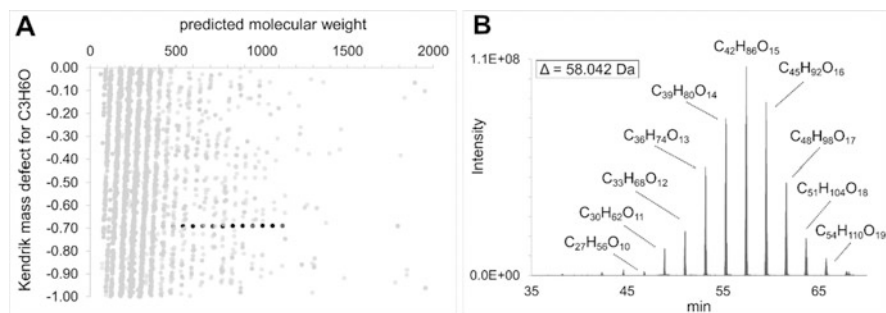 A
predicted molecular weight
0 500 1000 1500 2000
Kendrik mass defect for C3H6O
0.00
-0.10
-0.20
-0.30
-0.40
-0.50
-0.60
-0.70
-0.80
-0.90
-1.00
B
C₄₂H₈₆O₁₅
1.1E+08
Δ = 58.042 Da
C₄₅H₉₂O₁₆
C₃₉H₈₀O₁₄
C₃₆H₇₄O₁₃
C₄₈H₉₈O₁₇
Intensity
C₃₃H₆₈O₁₂
C₅₁H₁₀₄O₁₈
C₃₀H₆₂O₁₁
C₅₄H₁₁₀O₁₉
C₂₇H₅₆O₁₀
0.0E+00
35 45 55 65
min